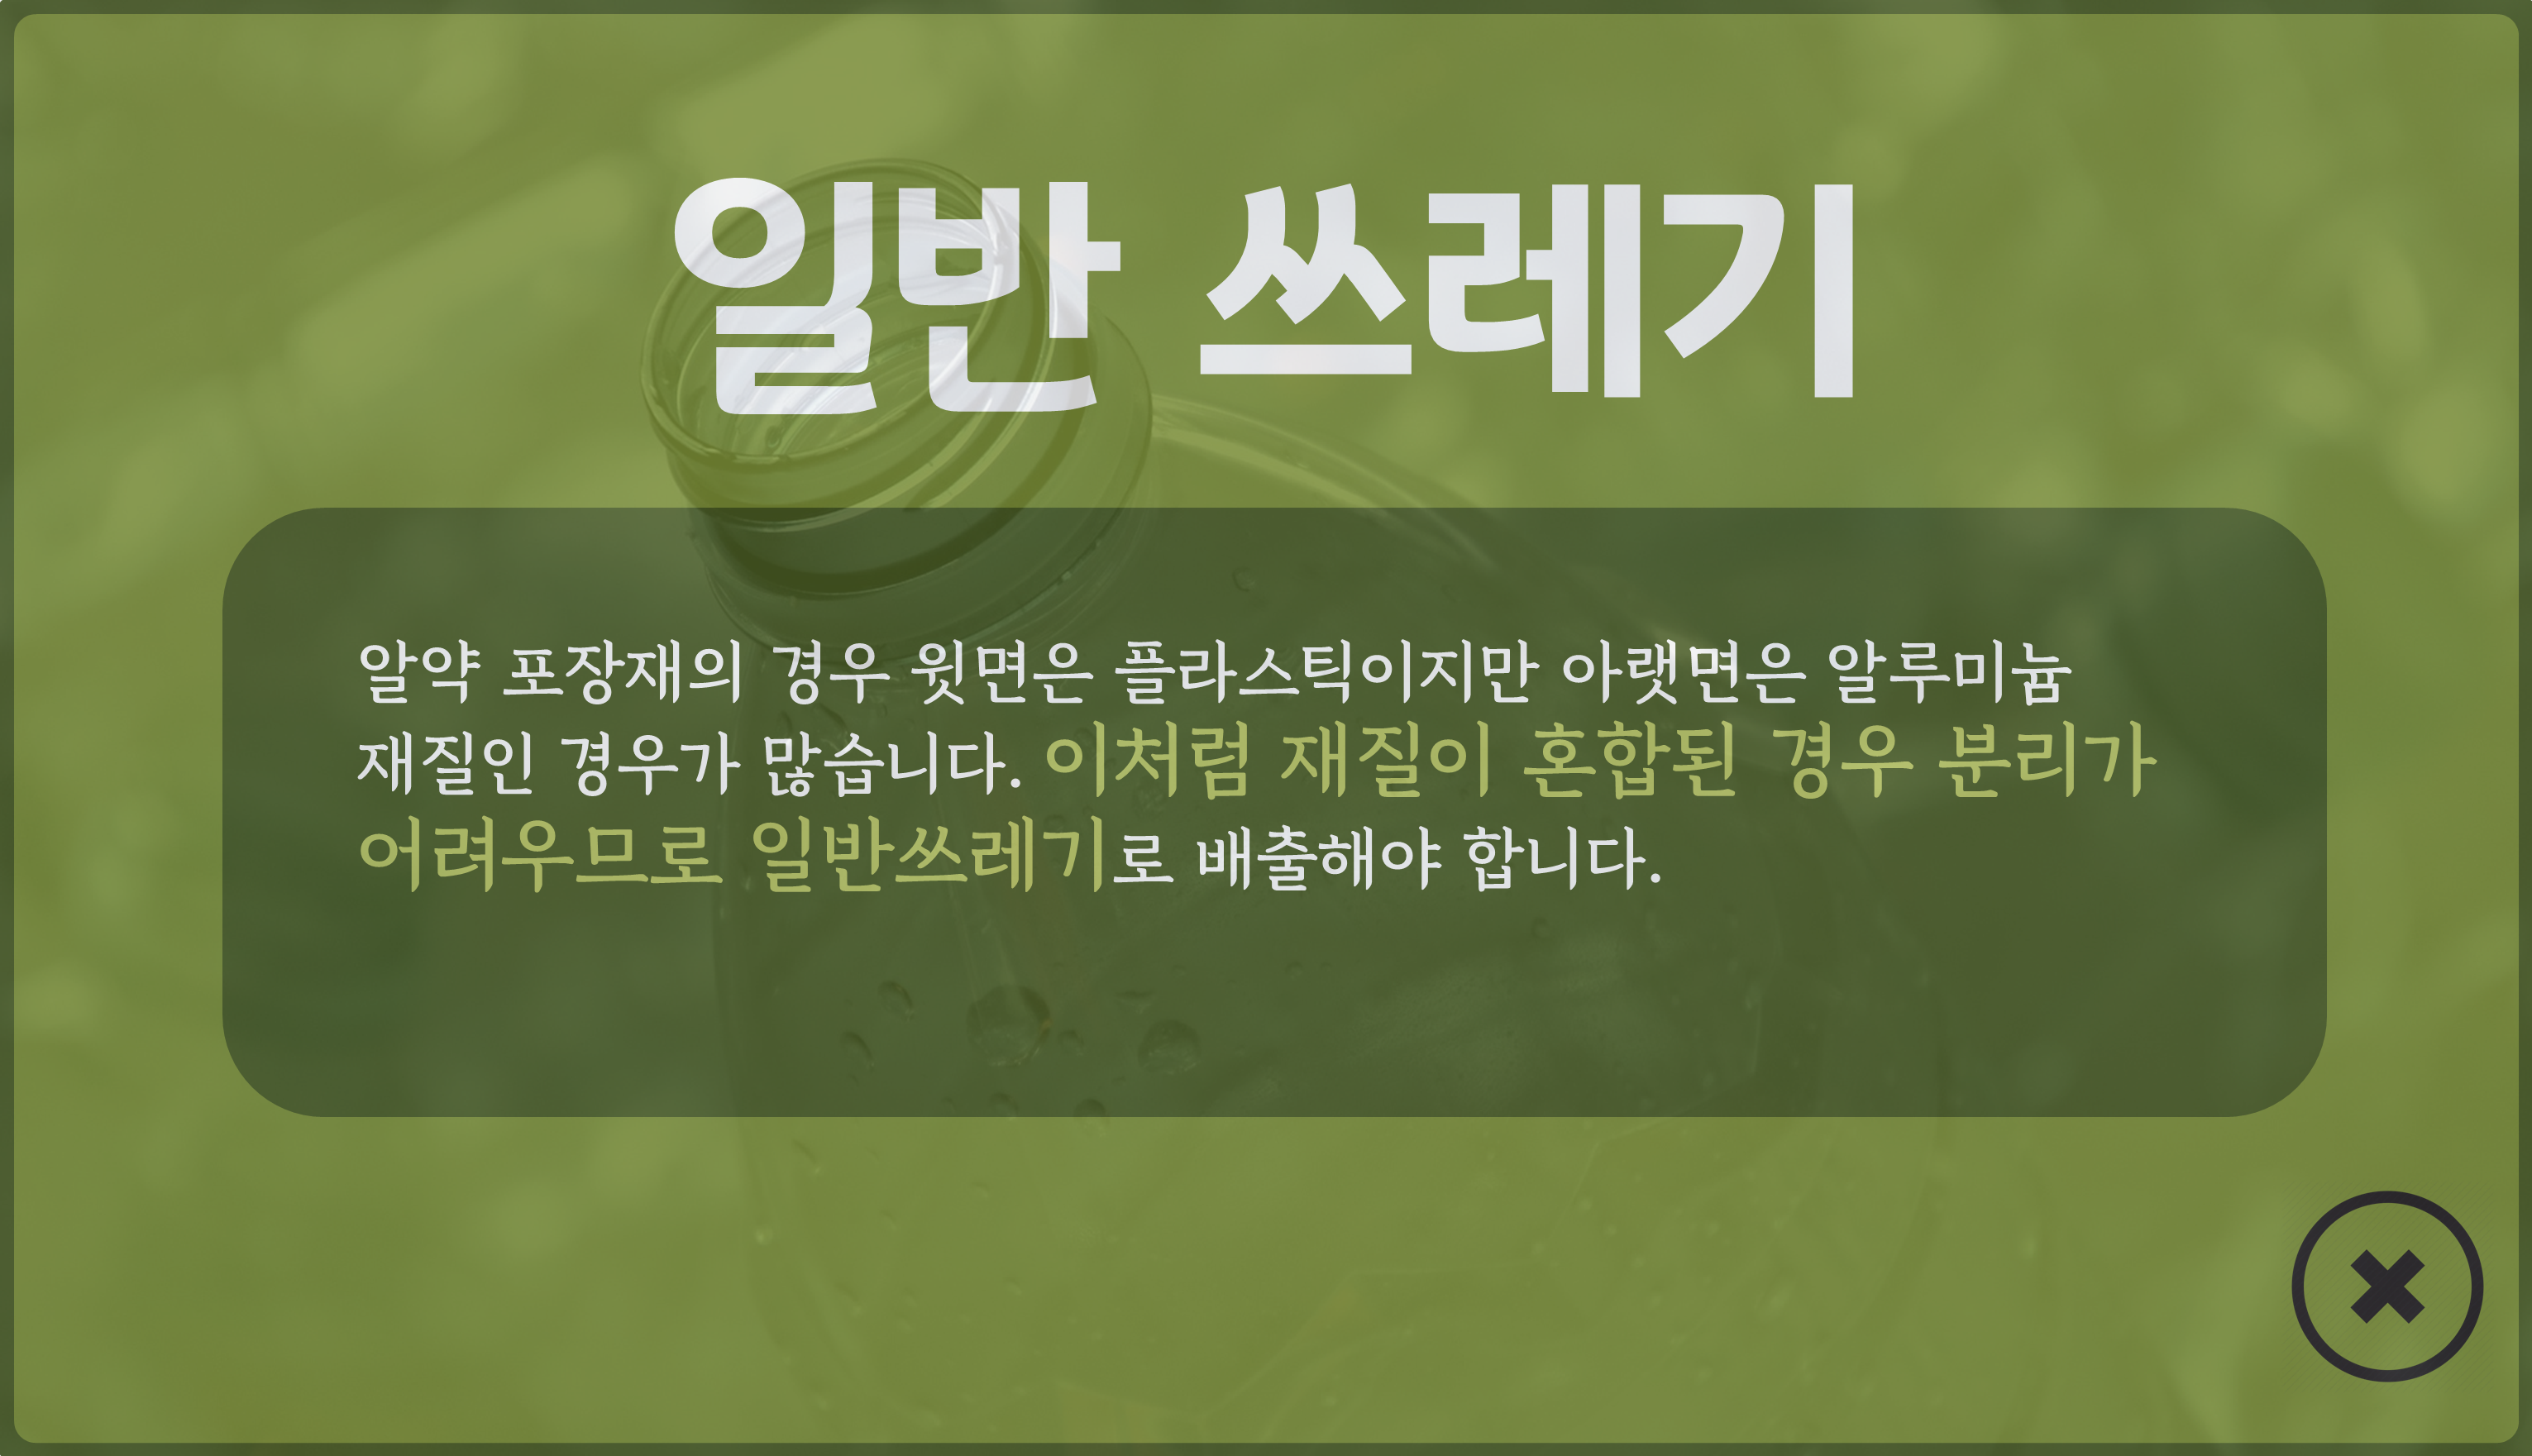 일반 쓰레기
알약 포장재의 경우 윗면은 플라스틱이지만 아랫면은 알루미늄
재질인 경우가 많습니다. 이처럼 재질이 혼합된 경우 분리가
어려우므로 일반쓰레기로 배출해야 합니다.